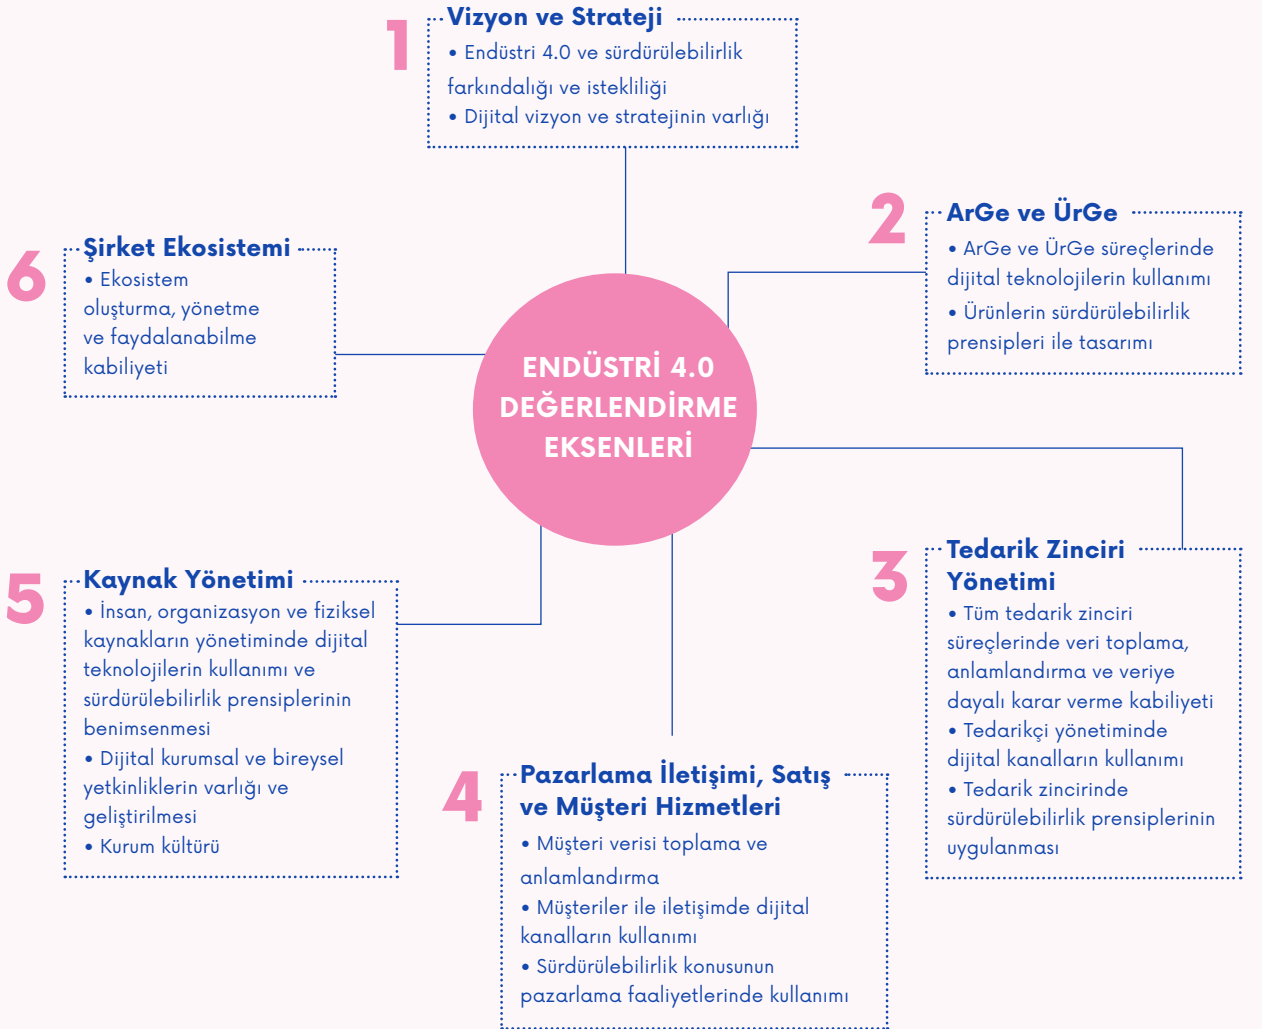 1
Vizyon ve Strateji
• Endüstri 4.0 ve sürdürülebilirlik
farkındalığı ve istekliliği
• Dijital vizyon ve stratejinin varlığı
2
ArGe ve ÜrGe
• ArGe ve ÜrGe süreçlerinde
dijital teknolojilerin kullanımı
• Ürünlerin sürdürülebilirlik
prensipleri ile tasarımı
6
Şirket Ekosistemi
• Ekosistem
oluşturma, yönetme
ve faydalanabilme
kabiliyeti
ENDÜSTRİ 4.0
DEĞERLENDİRME
EKSENLERİ
3
Tedarik Zinciri
Yönetimi
• Tüm tedarik zinciri
süreçlerinde veri toplama,
anlamlandırma ve veriye
dayalı karar verme kabiliyeti
• Tedarikçi yönetiminde
dijital kanalların kullanımı
• Tedarik zincirinde
sürdürülebilirlik prensiplerinin
uygulanması
5
Kaynak Yönetimi
• İnsan, organizasyon ve fiziksel
kaynakların yönetiminde dijital
teknolojilerin kullanımı ve
sürdürülebilirlik prensiplerinin
benimsenmesi
• Dijital kurumsal ve bireysel
yetkinliklerin varlığı ve
geliştirilmesi
• Kurum kültürü
4
Pazarlama İletişimi, Satış
ve Müşteri Hizmetleri
• Müşteri verisi toplama ve
anlamlandırma
• Müşteriler ile iletişimde dijital
kanalların kullanımı
• Sürdürülebilirlik konusunun
pazarlama faaliyetlerinde kullanımı